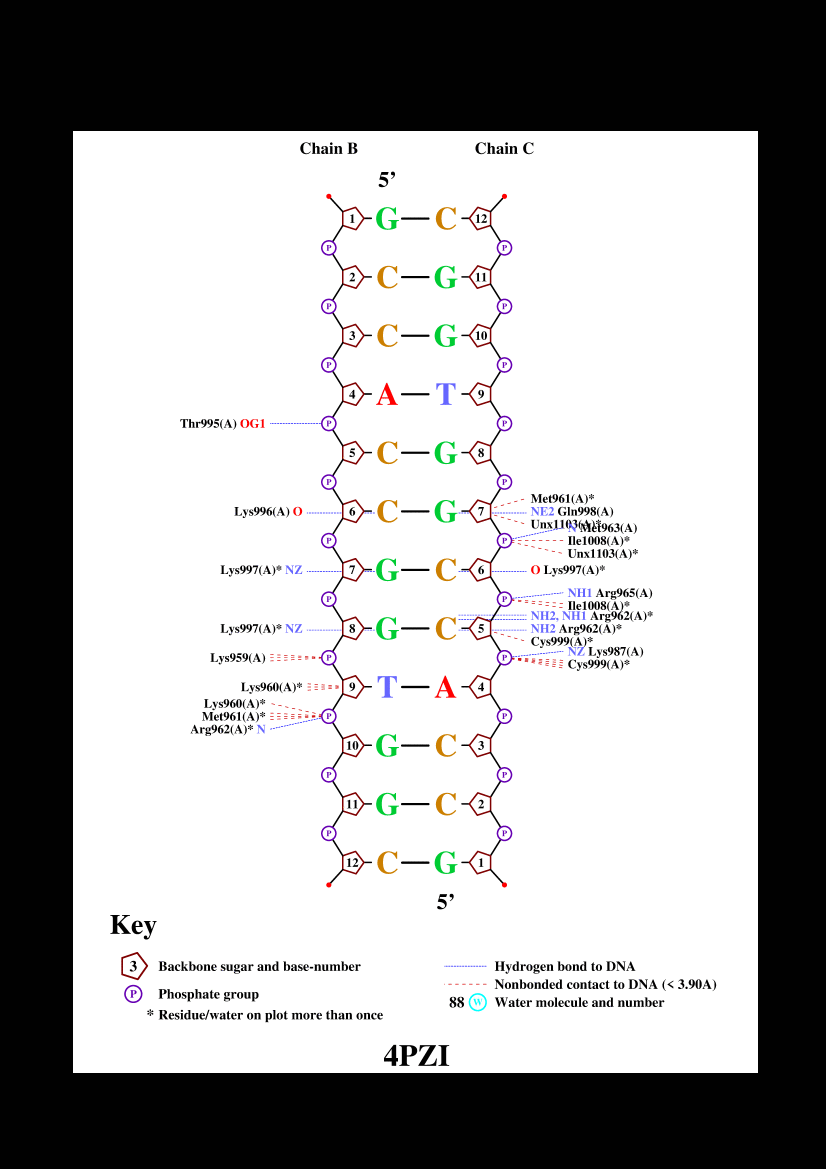 Chain B Chain C
5’
1 G C 12
P P
2 C G 11
P P
3 C G 10
P P
4 A T 9
Thr995(A) OG1 P P
5 C G 8
P P
Met961(A)*
Lys996(A) O 6 C G 7 NE2 Gln998(A)
Unx1103(A)*
N Met963(A)
P P Ile1008(A)*
Unx1103(A)*
Lys997(A)* NZ 7 G C 6 O Lys997(A)*
NH1 Arg965(A)
P P Ile1008(A)*
NH2, NH1 Arg962(A)*
Lys997(A)* NZ 8 G C 5 NH2 Arg962(A)*
Cys999(A)*
NZ Lys987(A)
Lys959(A) P P Cys999(A)*
Lys960(A)* 9 T A 4
Lys960(A)*
Met961(A)* P P
Arg962(A)* N
10 G C 3
P P
11 G C 2
P P
12 C G 1
5’
Key
3 Backbone sugar and base-number
P Phosphate group
* Residue/water on plot more than once
Hydrogen bond to DNA
Nonbonded contact to DNA (< 3.90A)
88 W Water molecule and number
4PZI